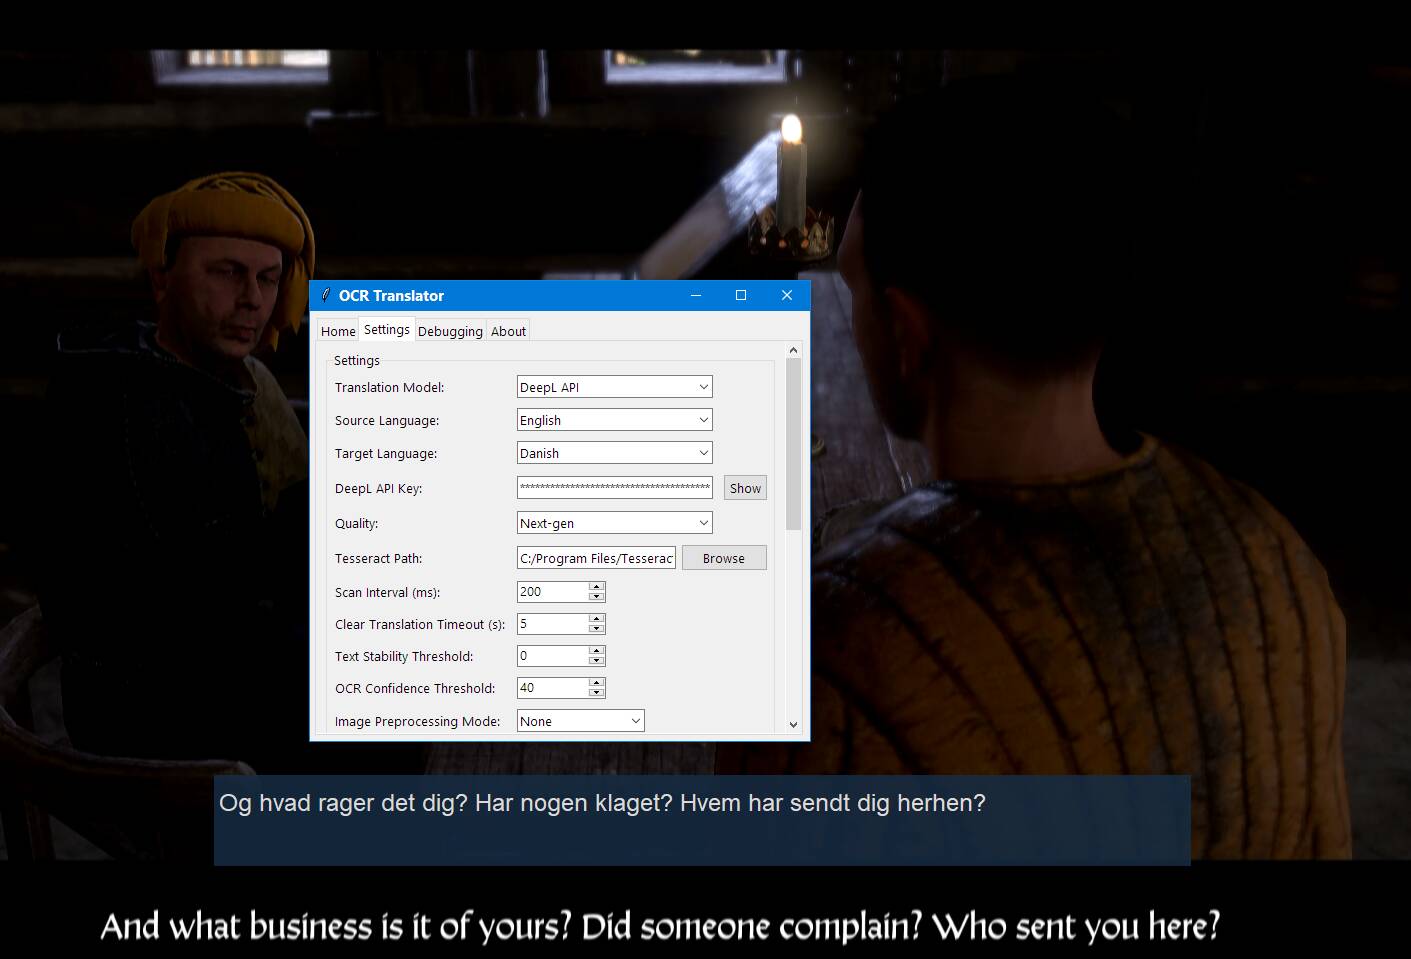 OCR Translator
Home Settings Debugging About
Settings
Translation Model: DeepL API
Source Language: English
Target Language: Danish
DeepL API Key: ************************************** Show
Quality: Next-gen
Tesseract Path: C:/Program Files/Tesserac Browse
Scan Interval (ms): 200
Clear Translation Timeout (s): 5
Text Stability Threshold: 0
OCR Confidence Threshold: 40
Image Preprocessing Mode: None
Og hvad rager det dig? Har nogen klaget? Hvem har sendt dig herhen?
And what business is it of yours? Did someone complain? Who sent you here?